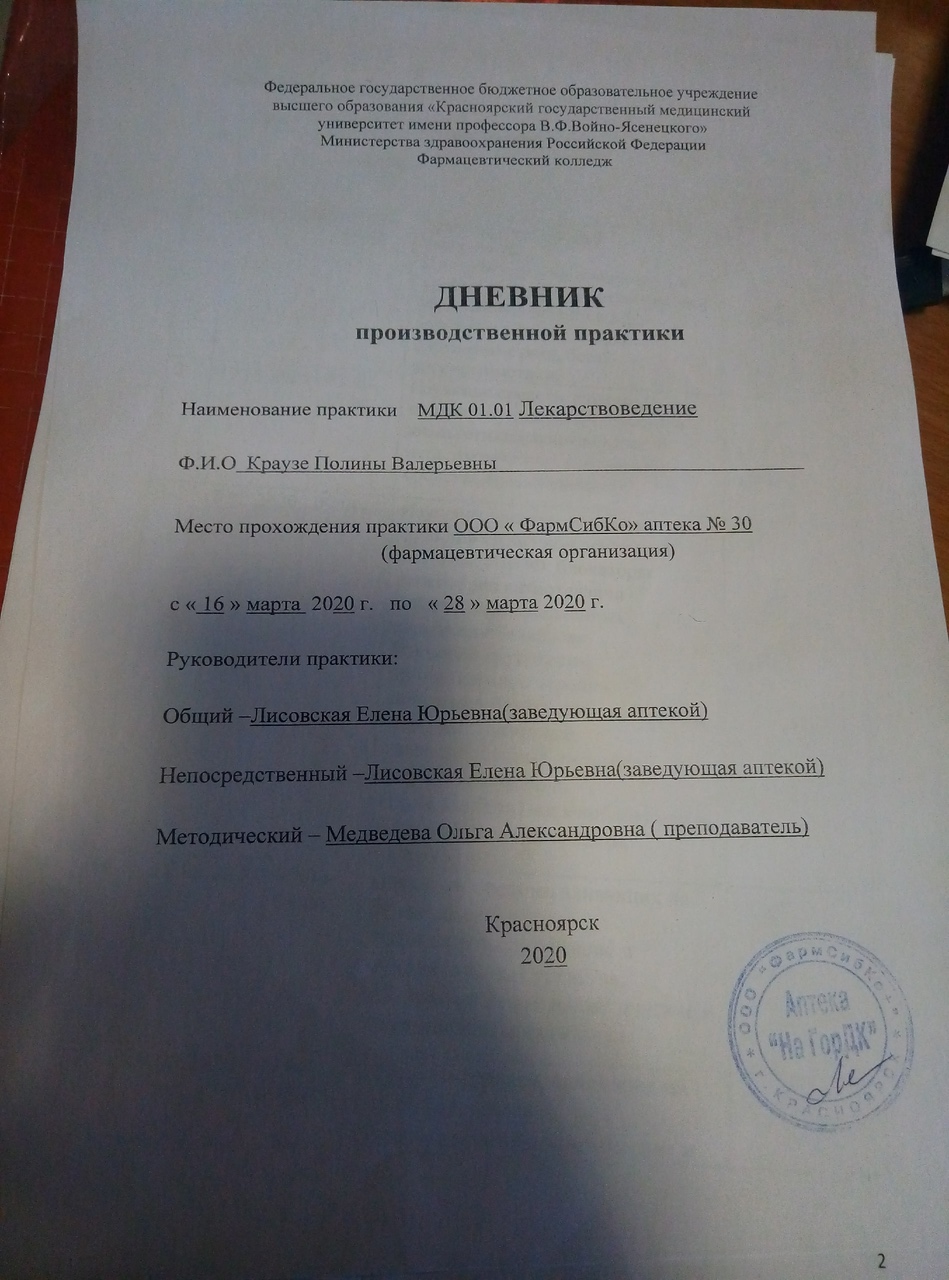 Федеральное государственное бюджетное образовательное учреждение
высшего образования «Красноярский государственный медицинский
университет имени профессора В.Ф.Войно-Ясенецкого»
Министерства здравоохранения Российской Федерации
Фармацевтический колледж
ДНЕВНИК
производственной практики
Наименование практики МДК 01.01 Лекарствоведение
Ф.И.О Краузе Полины Валерьевны
Место прохождения практики ООО « ФармСибКо» аптека № 30
(фармацевтическая организация)
с « 16 » марта 2020 г. по « 28 » марта 2020 г.
Руководители практики:
Общий –Лисовская Елена Юрьевна(заведующая аптекой)
Непосредственный –Лисовская Елена Юрьевна(заведующая аптекой)
Методический – Медведева Ольга Александровна ( преподаватель)
Красноярск
2020
* ООО «ФармСибКо» *
Аптека
"На ГорДК"
г. КРАСНОЯРСК
2